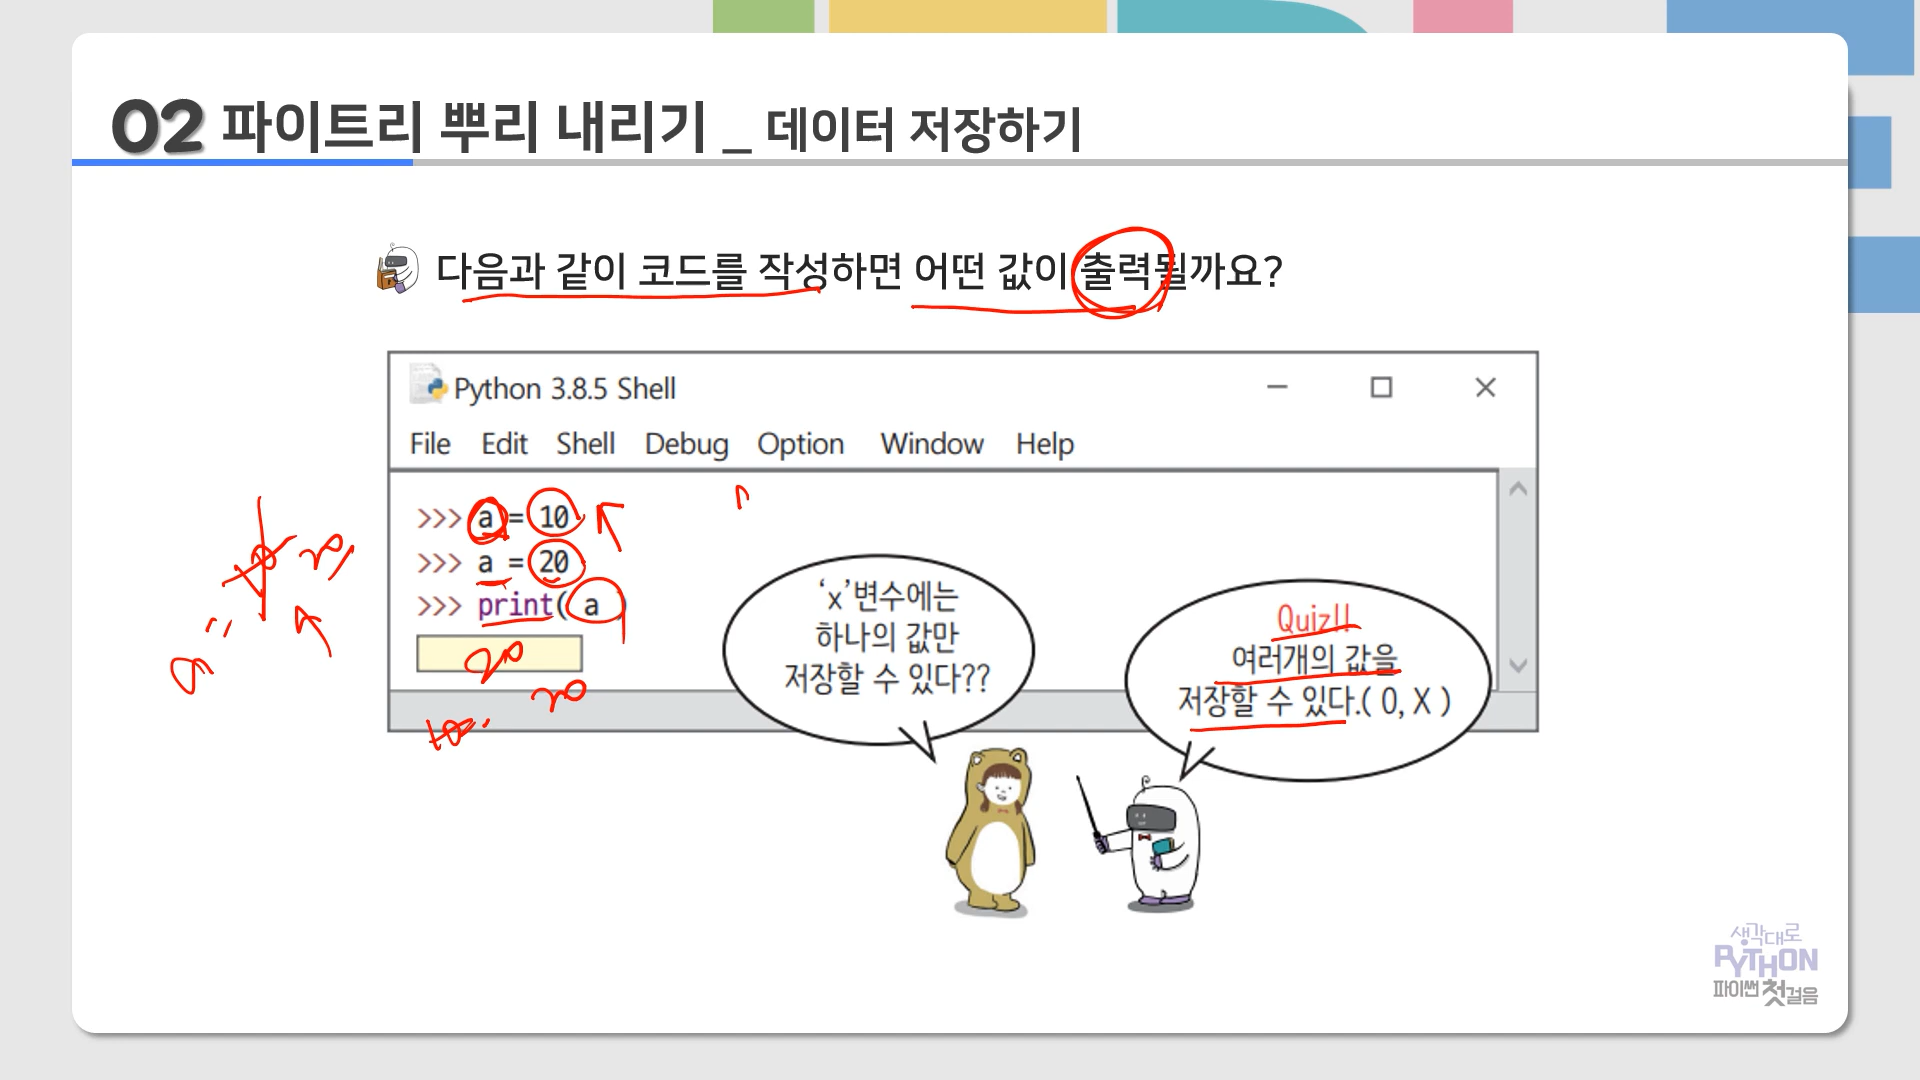 02 파이트리 뿌리 내리기 _ 데이터 저장하기
다음과 같이 코드를 작성하면 어떤 값이 출력될까요?
Python 3.8.5 Shell
File Edit Shell Debug Option Window Help
>>> a = 10
>>> a = 20
>>> print( a )
20
20
10
a = 10 20
‘x’변수에는
하나의 값만
저장할 수 있다??
Quiz!!
여러개의 값을
저장할 수 있다.( 0, X )
생각대로
PYTHON
파이썬 첫걸음